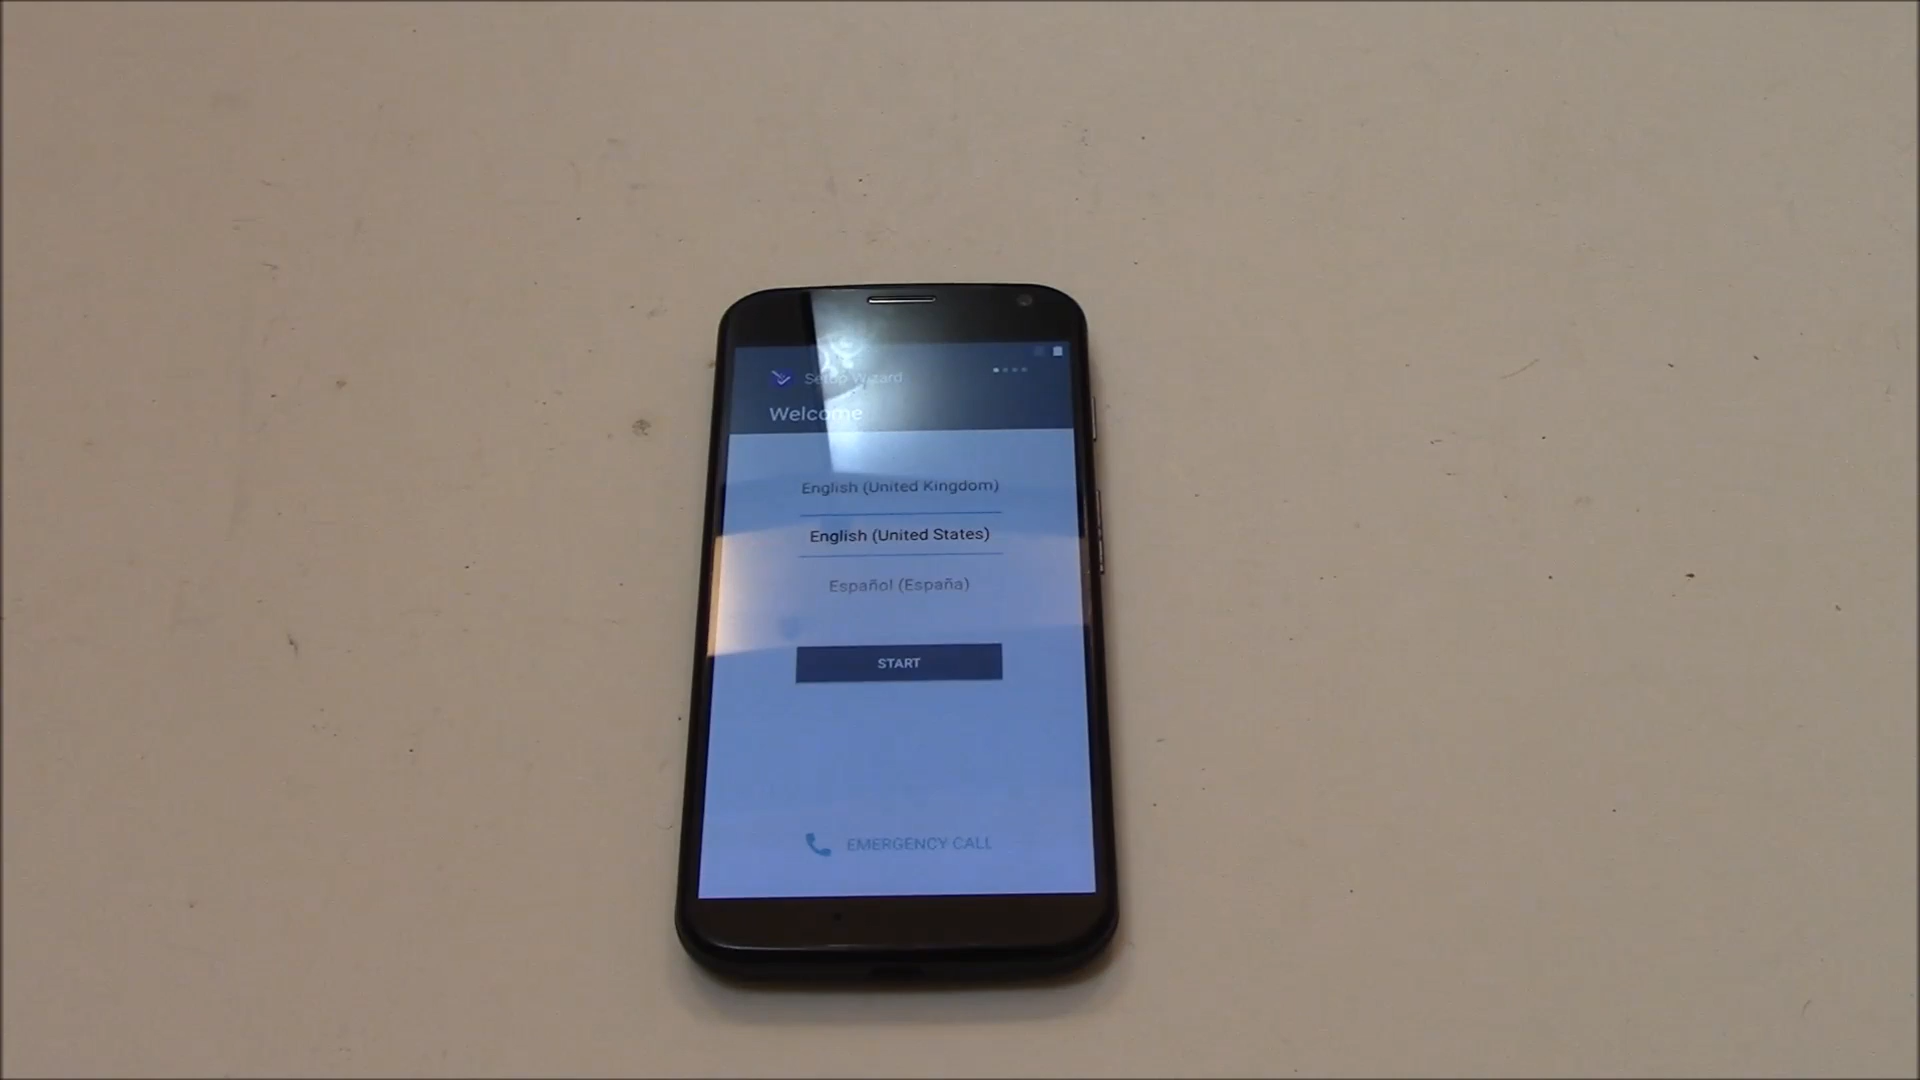 Setup Wizard
Welcome
English (United Kingdom)
English (United States)
Español (España)
START
EMERGENCY CALL